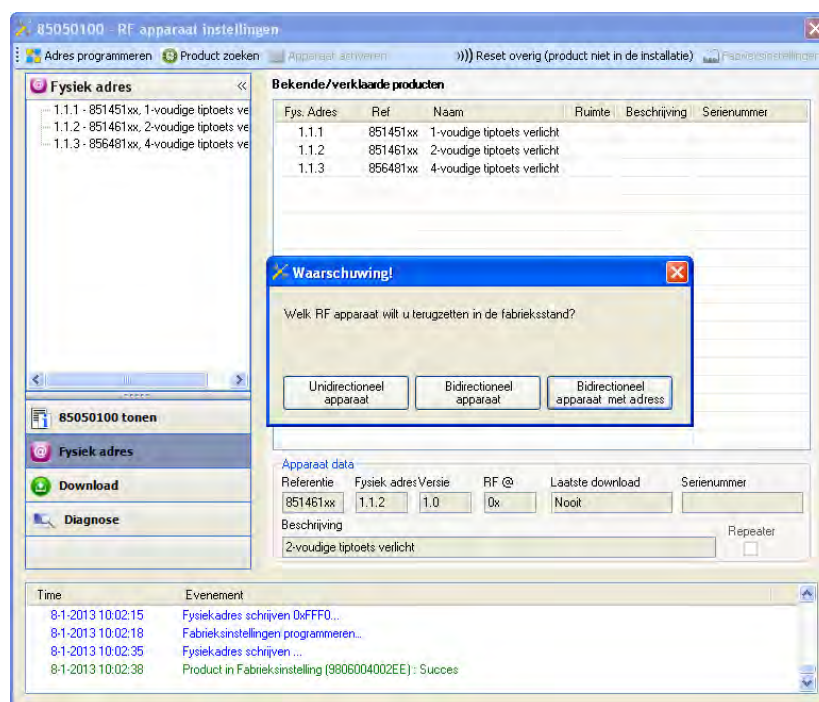 85050100 - RF apparaat instellingen
Adres programmeren Product zoeken Apparaat activeren )))) Reset overig (product niet in de installatie)
Fysiek adres «
1.1.1 - 851451xx, 1-voudige tiptoets ve
1.1.2 - 851461xx, 2-voudige tiptoets ve
1.1.3 - 856481xx, 4-voudige tiptoets ve
Bekende/verklaarde producten
Fys. Adres Ref Naam Ruimte Beschrijving Serienummer
1.1.1 851451xx 1-voudige tiptoets verlicht
1.1.2 851461xx 2-voudige tiptoets verlicht
1.1.3 856481xx 4-voudige tiptoets verlicht
Waarschuwing!
Welk RF apparaat wilt u terugzetten in de fabrieksstand?
Unidirectioneel
apparaat
Bidirectioneel
apparaat
Bidirectioneel
apparaat met adress
85050100 tonen
Fysiek adres
Download
Diagnose
Apparaat data
Referentie Fysiek adres Versie RF @ Laatste download Serienummer
851461xx 1.1.2 1.0 0x Nooit
Beschrijving
Repeater
2-voudige tiptoets verlicht
Time Evenement
8-1-2013 10:02:15 Fysiekadres schrijven 0xFFF0...
8-1-2013 10:02:18 Fabrieksinstellingen programmeren...
8-1-2013 10:02:35 Fysiekadres schrijven ...
8-1-2013 10:02:38 Product in Fabrieksinstelling (9806004002EE) : Succes